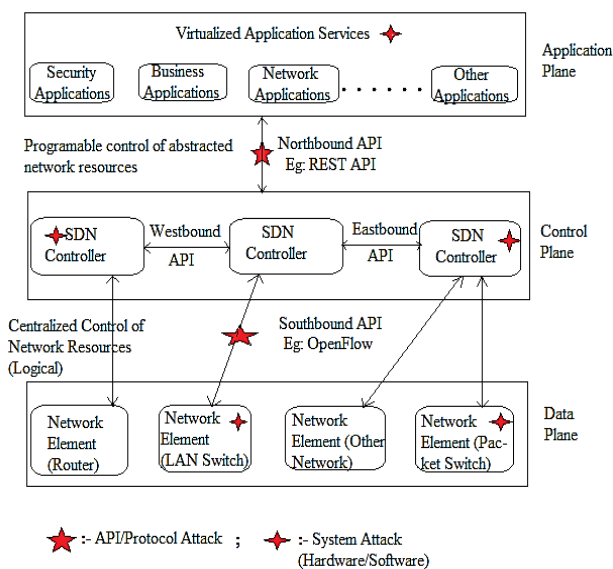 Virtualized Application Services
Application
Plane
Security
Applications
Business
Applications
Network
Applications
. . . . . .
Other
Applications
Programable control of abstracted
network resources
Northbound API
Eg: REST API
SDN
Controller
Westbound
API
SDN
Controller
Eastbound
API
SDN
Controller
Control
Plane
Centralized Control of
Network Resources
(Logical)
Southbound API
Eg: OpenFlow
Network
Element
(Router)
Network
Element
(LAN Switch)
Network
Element (Other
Network)
Network
Element (Pac-
ket Switch)
Data
Plane
:- API/Protocol Attack ; :- System Attack
(Hardware/Software)